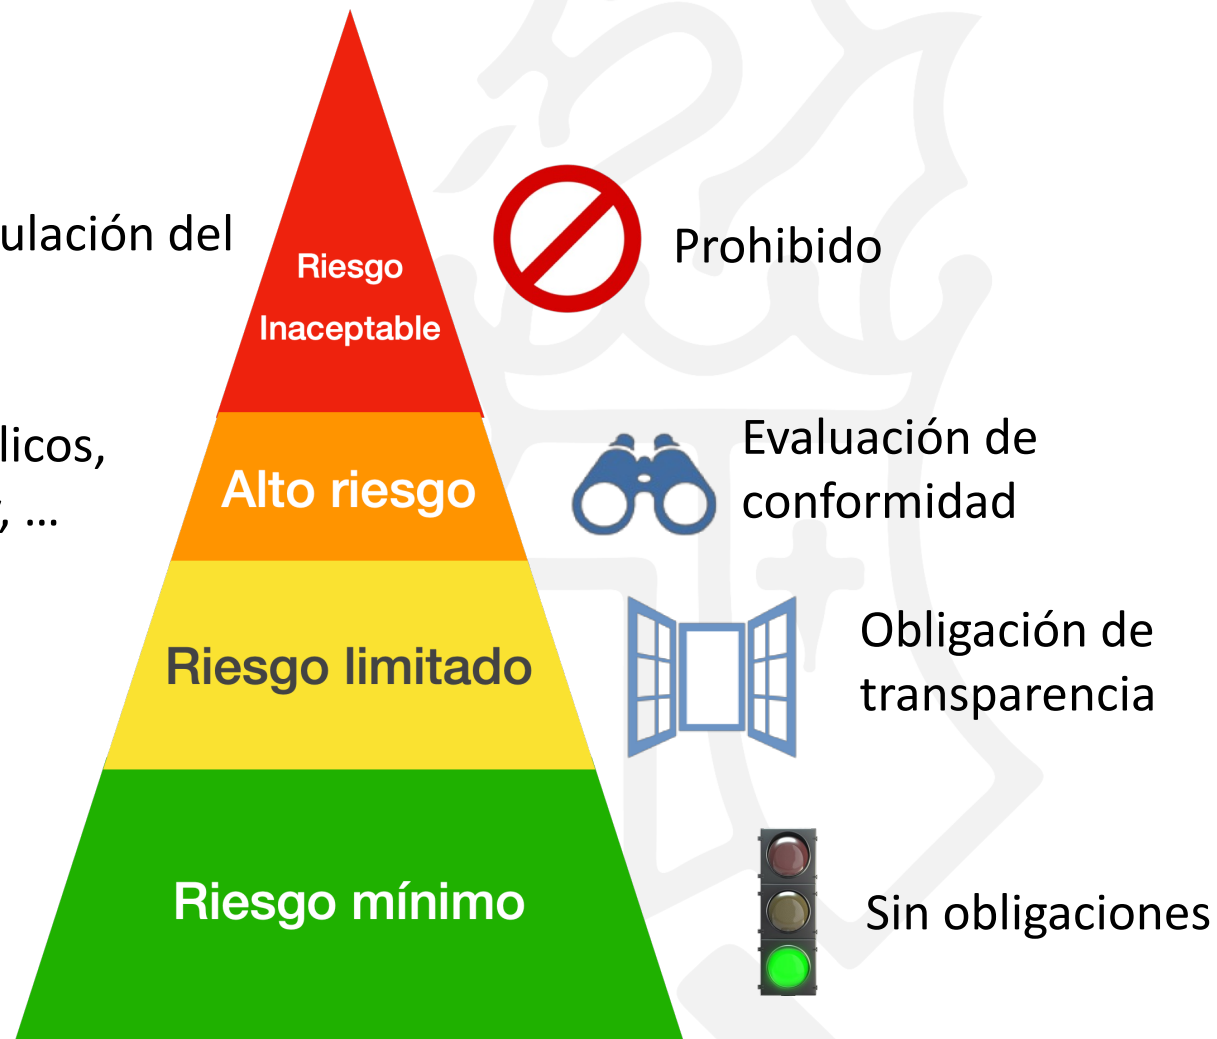 ulación del
Riesgo
Inaceptable
Prohibido
licos,
, ...
Alto riesgo
Evaluación de
conformidad
Riesgo limitado
Obligación de
transparencia
Riesgo mínimo
Sin obligaciones